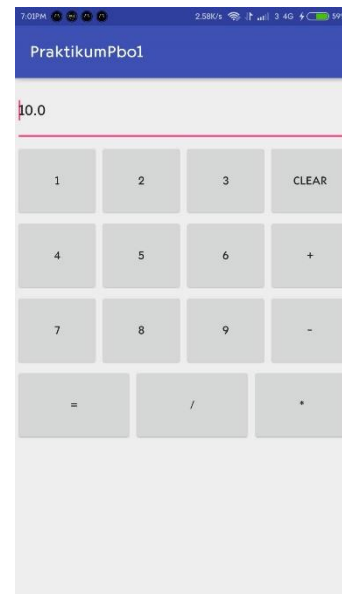 7:01PM 2.58K/s 3 4G 59
PraktikumPbo1
10.0
1 2 3 CLEAR
4 5 6 +
7 8 9 -
= / *